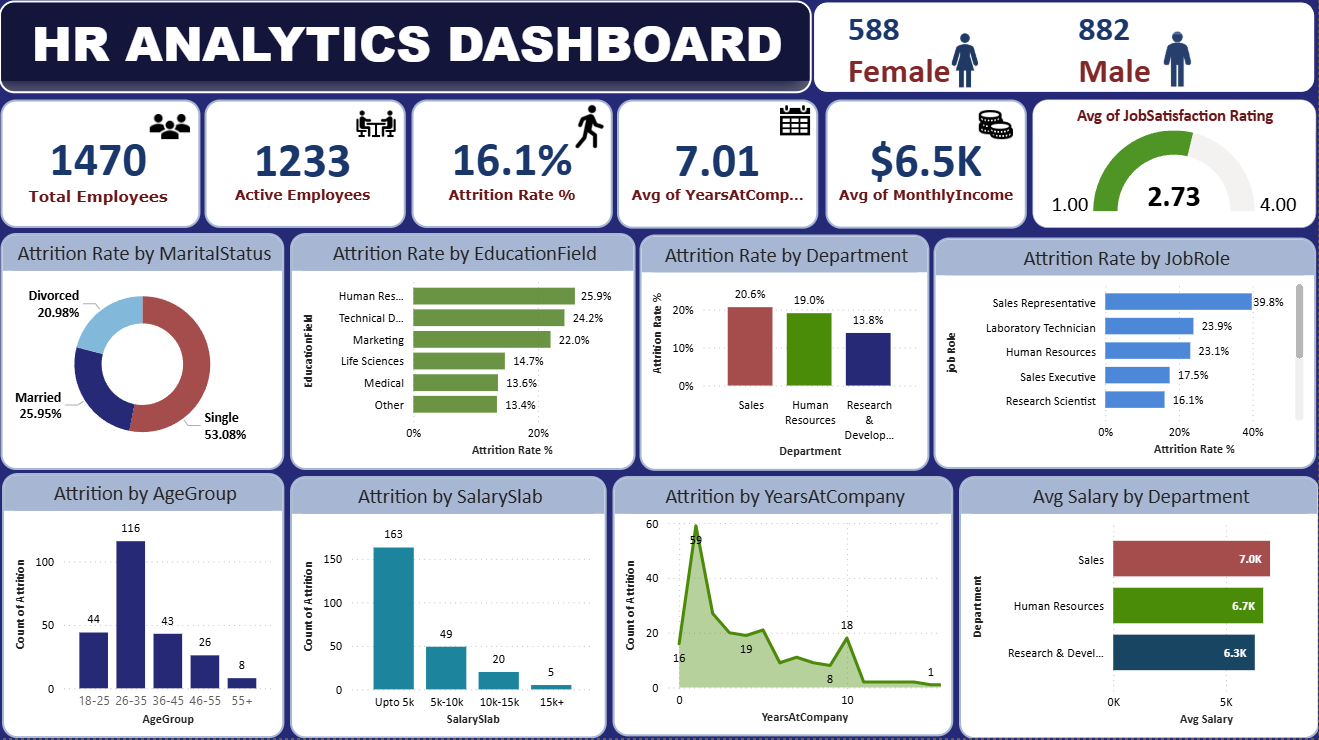 HR ANALYTICS DASHBOARD
588
Female
882
Male
1470
Total Employees
1233
Active Employees
16.1%
Attrition Rate %
7.01
Avg of YearsAtComp...
$6.5K
Avg of MonthlyIncome
Avg of JobSatisfaction Rating
1.00
2.73
4.00
Attrition Rate by MaritalStatus
Divorced
20.98%
Married
25.95%
Single
53.08%
Attrition Rate by EducationField
EducationField
Human Res... 25.9%
Technical D... 24.2%
Marketing 22.0%
Life Sciences 14.7%
Medical 13.6%
Other 13.4%
0% 20%
Attrition Rate %
Attrition Rate by Department
Attrition Rate %
20%
10%
0%
20.6%
19.0%
13.8%
Sales
Human
Resources
Research
&
Develop...
Department
Attrition Rate by JobRole
Job Role
Sales Representative 39.8%
Laboratory Technician 23.9%
Human Resources 23.1%
Sales Executive 17.5%
Research Scientist 16.1%
0% 20% 40%
Attrition Rate %
Attrition by AgeGroup
Count of Attrition
100
50
0
44
116
43
26
8
18-25 26-35 36-45 46-55 55+
AgeGroup
Attrition by SalarySlab
Count of Attrition
150
100
50
0
163
49
20
5
Upto 5k 5k-10k 10k-15k 15k+
SalarySlab
Attrition by YearsAtCompany
Count of Attrition
60
40
20
0
16
59
19
8
18
1
0 10
YearsAtCompany
Avg Salary by Department
Department
Sales 7.0K
Human Resources 6.7K
Research & Devel... 6.3K
0K 5K
Avg Salary